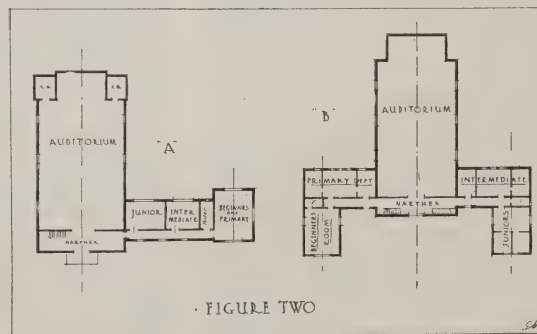 C.R.
C.R.
AUDITORIUM
"A"
JUNIOR
INTER
MEDIATE
BEGINNERS
AND
PRIMARY
NARTHEX
AUDITORIUM
"B"
PRIMARY DEPT
INTERMEDIATE
NARTHEX
BEGINNERS
ROOM
JUNIORS
FIGURE TWO